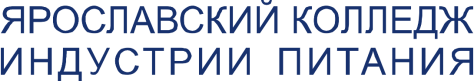 ЯРОСЛАВСКИЙ КОЛЛЕДЖ
ИНДУСТРИИ ПИТАНИЯ